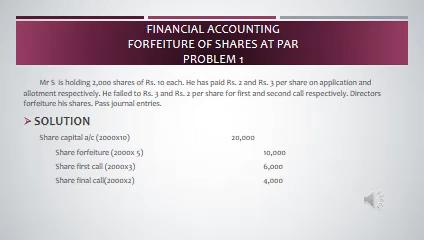 FINANCIAL ACCOUNTING
FORFEITURE OF SHARES AT PAR
PROBLEM 1
Mr S is holding 2,000 shares of Rs. 10 each. He has paid Rs. 2 and Rs. 3 per share on application and
allotment respectively. He failed to Rs. 3 and Rs. 2 per share for first and second call respectively. Directors
forfeiture his shares. Pass journal entries.
➢ SOLUTION
Share capital a/c (2000x10) 20,000
Share forfeiture (2000x 5) 10,000
Share first call (2000x3) 6,000
Share final call(2000x2) 4,000